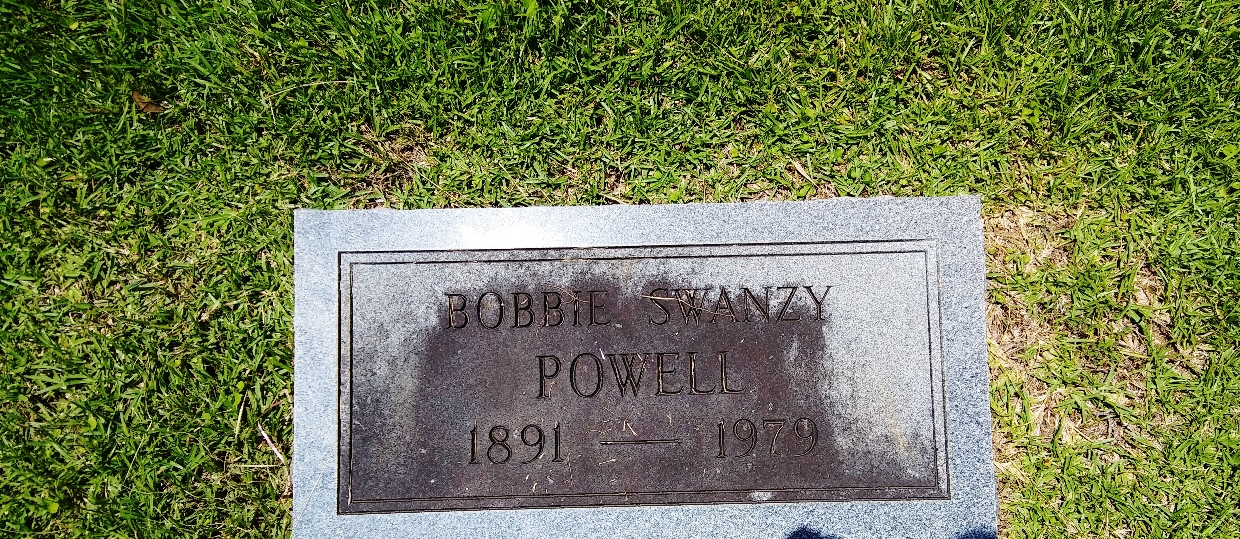 BOBBIE SWANZY
POWELL
1891 — 1979